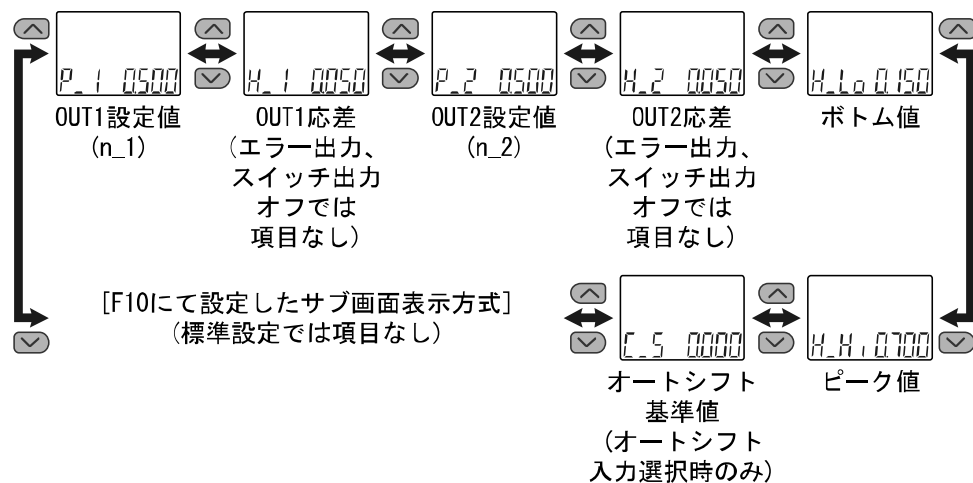 P_1 0.500
H_1 0.050
P_2 0.500
H_2 0.050
H_Lo 0.150
OUT1設定値
(n_1)
OUT1応差
(エラー出力、
スイッチ出力
オフでは
項目なし)
OUT2設定値
(n_2)
OUT2応差
(エラー出力、
スイッチ出力
オフでは
項目なし)
ボトム値
[F10にて設定したサブ画面表示方式]
(標準設定では項目なし)
C_S 0.000
H_Hi 0.700
オートシフト
基準値
(オートシフト
入力選択時のみ)
ピーク値